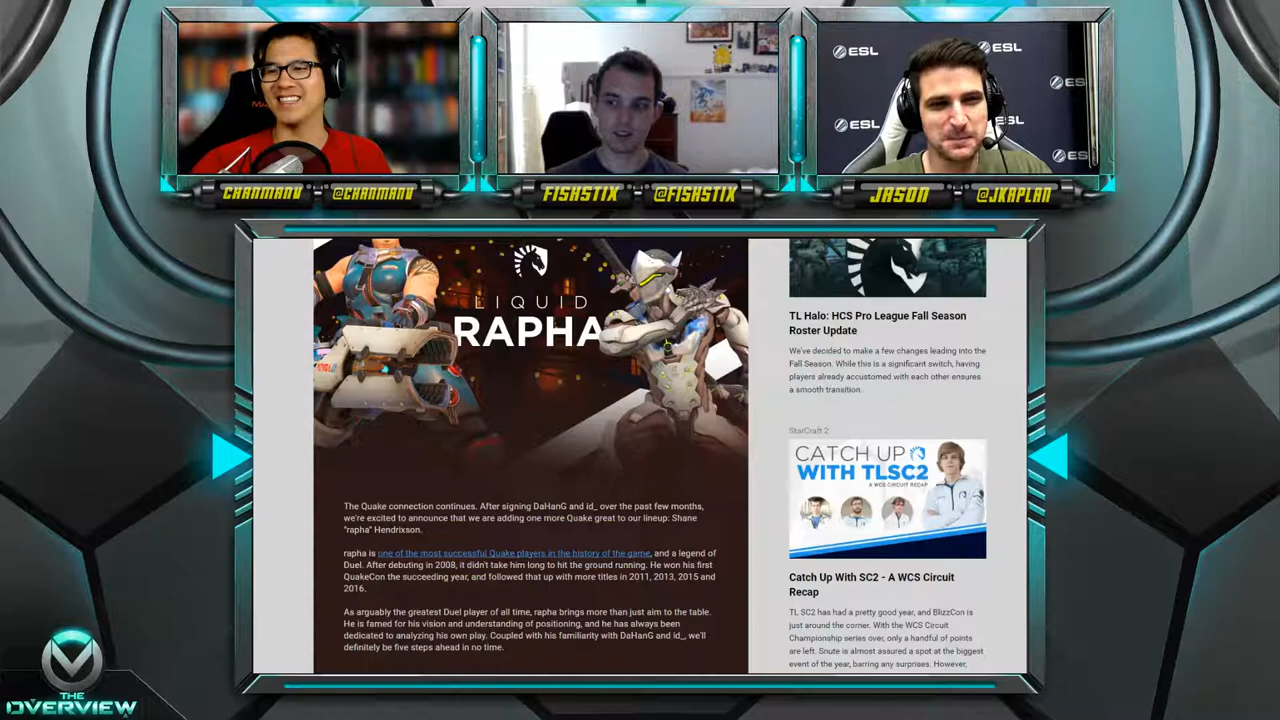 ESL
ESL
ESL
ESL
ESL
ESL
CHANMANV @CHANMANV
FISHSTIX @FISHSTIX
JASON @JKAPLAN
LIQUID
RAPHA
The Quake connection continues. After signing DaHanG and id_ over the past few months,
we're excited to announce that we are adding one more Quake great to our lineup: Shane
"rapha" Hendrixson.
rapha is one of the most successful Quake players in the history of the game, and a legend of
Duel. After debuting in 2008, it didn't take him long to hit the ground running. He won his first
QuakeCon the succeeding year, and followed that up with more titles in 2011, 2013, 2015 and
2016.
As arguably the greatest Duel player of all time, rapha brings more than just aim to the table.
He is famed for his vision and understanding of positioning, and he has always been
dedicated to analyzing his own play. Coupled with his familiarity with DaHanG and id_, we'll
definitely be five steps ahead in no time.
TL Halo: HCS Pro League Fall Season
Roster Update
We've decided to make a few changes leading into the
Fall Season. While this is a significant switch, having
players already accustomed with each other ensures
a smooth transition.
StarCraft 2
CATCH UP
WITH TLSC2
A WCS CIRCUIT RECAP
Catch Up With SC2 - A WCS Circuit
Recap
TL SC2 has had a pretty good year, and BlizzCon is
just around the corner. With the WCS Circuit
Championship series over, only a handful of points
are left. Snute is almost assured a spot at the biggest
event of the year, barring any surprises. However,
THE
OVERVIEW